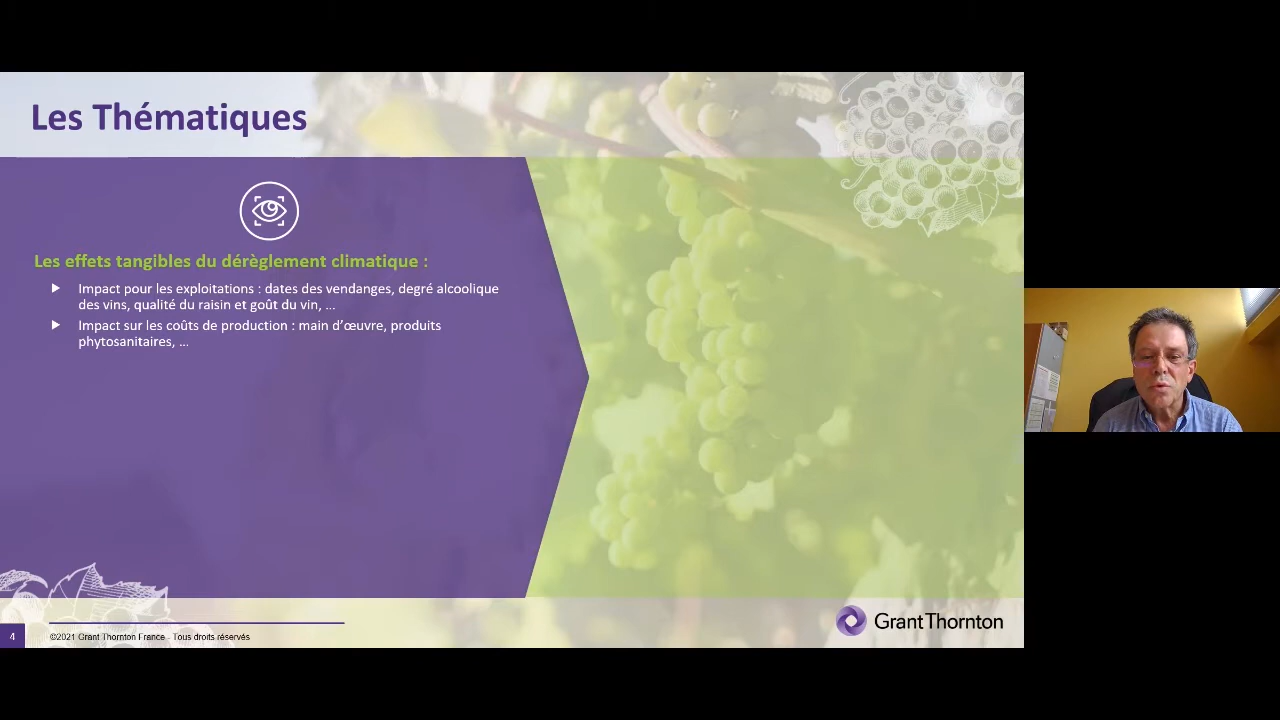 Les Thématiques
Les effets tangibles du dérèglement climatique :
Impact pour les exploitations : dates des vendanges, degré alcoolique
des vins, qualité du raisin et goût du vin, ...
Impact sur les coûts de production : main d'œuvre, produits
phytosanitaires, ...
4
©2021 Grant Thornton France - Tous droits réservés
Grant Thornton